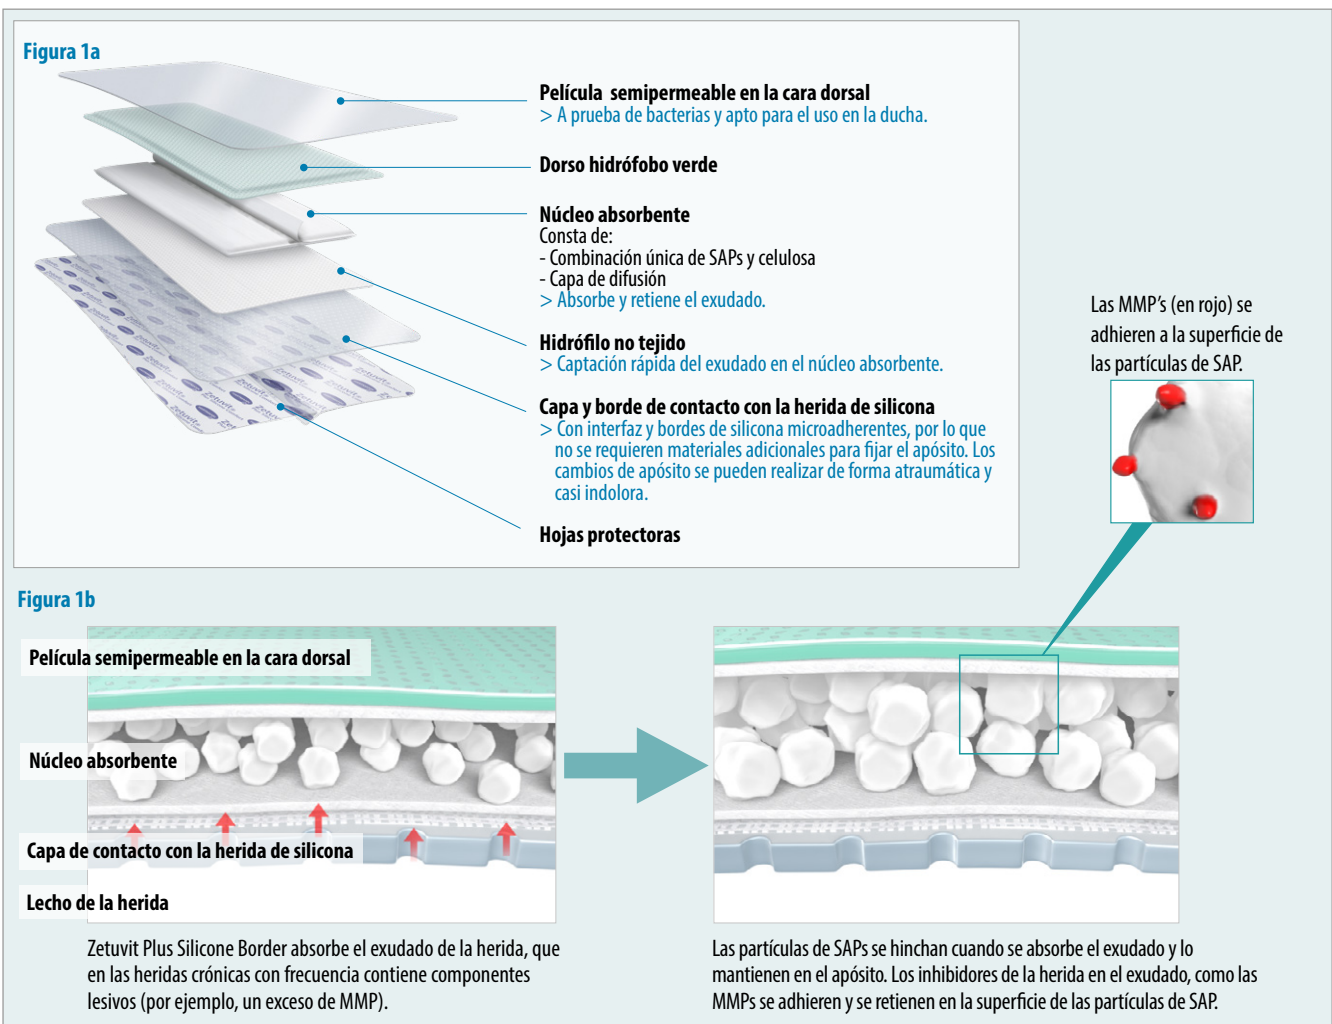 Figura 1a
Película semipermeable en la cara dorsal
> A prueba de bacterias y apto para el uso en la ducha.
Dorso hidrófobo verde
Núcleo absorbente
Consta de:
- Combinación única de SAPs y celulosa
- Capa de difusión
> Absorbe y retiene el exudado.
Hidrófilo no tejido
> Captación rápida del exudado en el núcleo absorbente.
Capa y borde de contacto con la herida de silicona
> Con interfaz y bordes de silicona microadherentes, por lo que
no se requieren materiales adicionales para fijar el apósito. Los
cambios de apósito se pueden realizar de forma atraumática y
casi indolora.
Hojas protectoras
Zetuvit
Las MMP's (en rojo) se
adhieren a la superficie de
las partículas de SAP.
Figura 1b
Película semipermeable en la cara dorsal
Núcleo absorbente
Capa de contacto con la herida de silicona
Lecho de la herida
Zetuvit Plus Silicone Border absorbe el exudado de la herida, que
en las heridas crónicas con frecuencia contiene componentes
lesivos (por ejemplo, un exceso de MMP).
Las partículas de SAPs se hinchan cuando se absorbe el exudado y lo
mantienen en el apósito. Los inhibidores de la herida en el exudado, como las
MMPs se adhieren y se retienen en la superficie de las partículas de SAP.